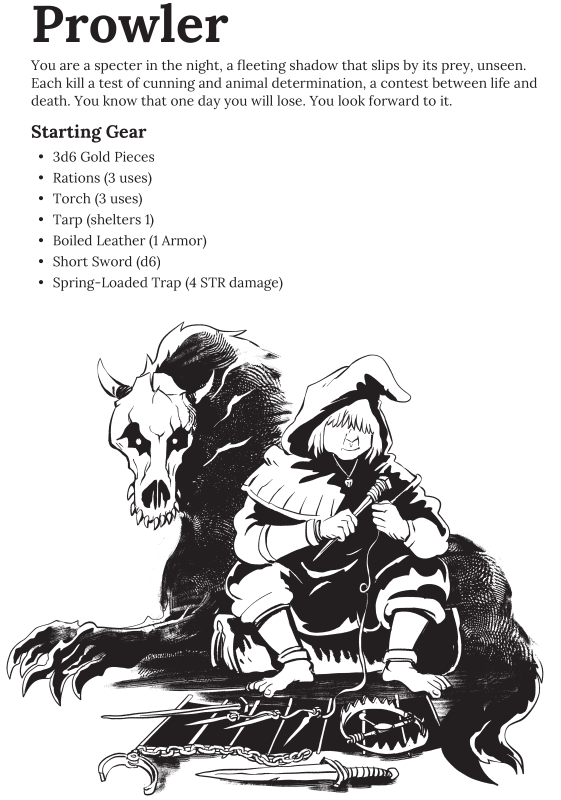 Prowler
You are a specter in the night, a fleeting shadow that slips by its prey, unseen.
Each kill a test of cunning and animal determination, a contest between life and
death. You know that one day you will lose. You look forward to it.
Starting Gear
• 3d6 Gold Pieces
• Rations (3 uses)
• Torch (3 uses)
• Tarp (shelters 1)
• Boiled Leather (1 Armor)
• Short Sword (d6)
• Spring-Loaded Trap (4 STR damage)